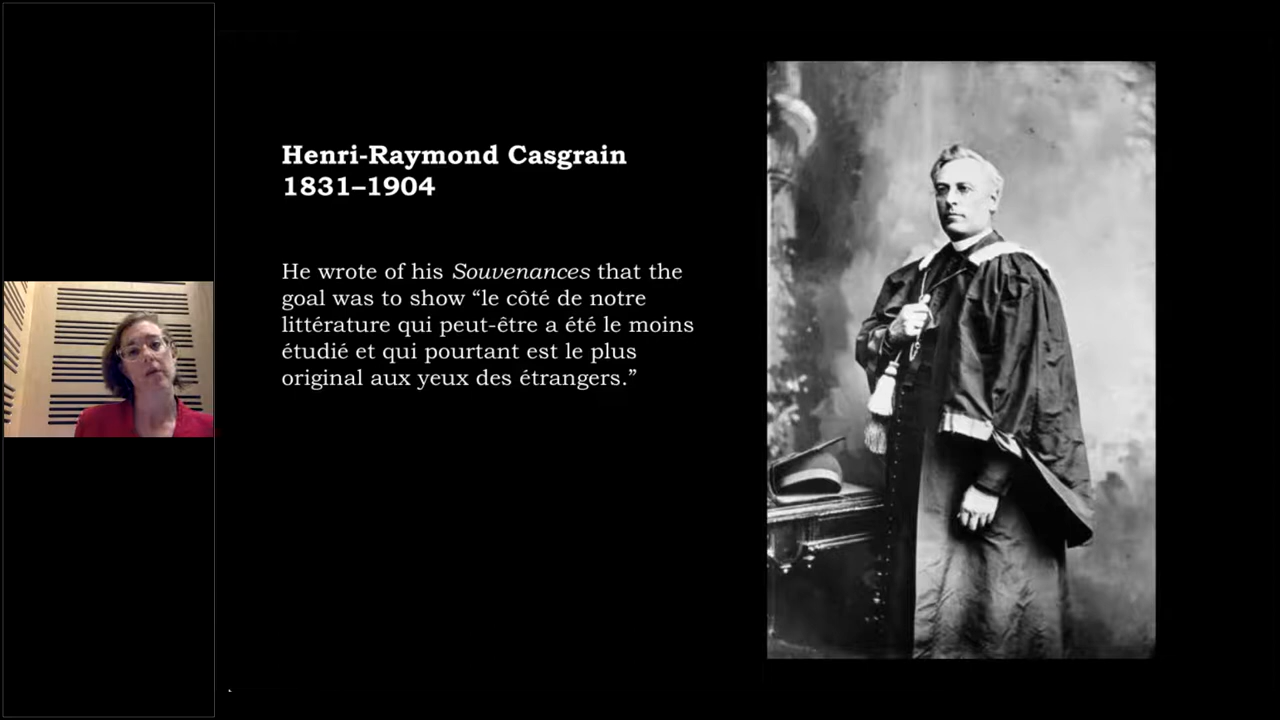 Henri-Raymond Casgrain
1831–1904
He wrote of his Souvenances that the
goal was to show “le côté de notre
littérature qui peut-être a été le moins
étudié et qui pourtant est le plus
original aux yeux des étrangers.”